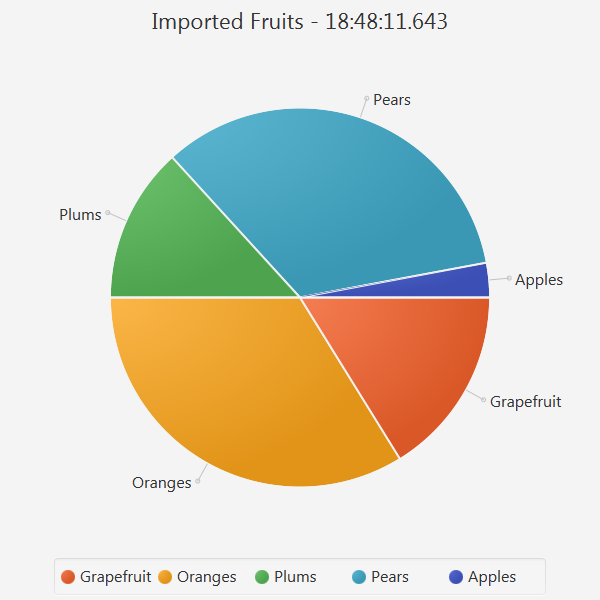 Imported Fruits - 18:48:11.643
Pears
Plums
Apples
Grapefruit
Oranges
Grapefruit Oranges Plums Pears Apples